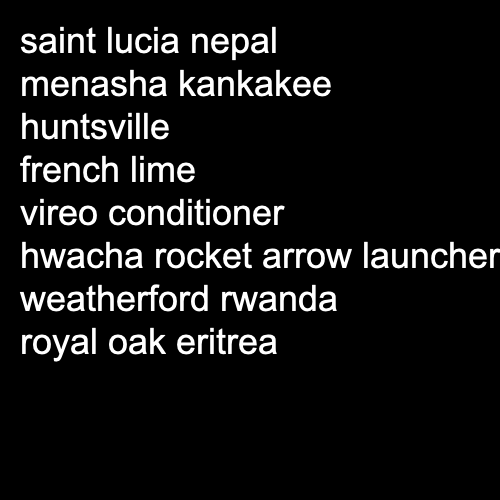 saint lucia nepal
menasha kankakee
huntsville
french lime
vireo conditioner
hwacha rocket arrow launcher
weatherford rwanda
royal oak eritrea